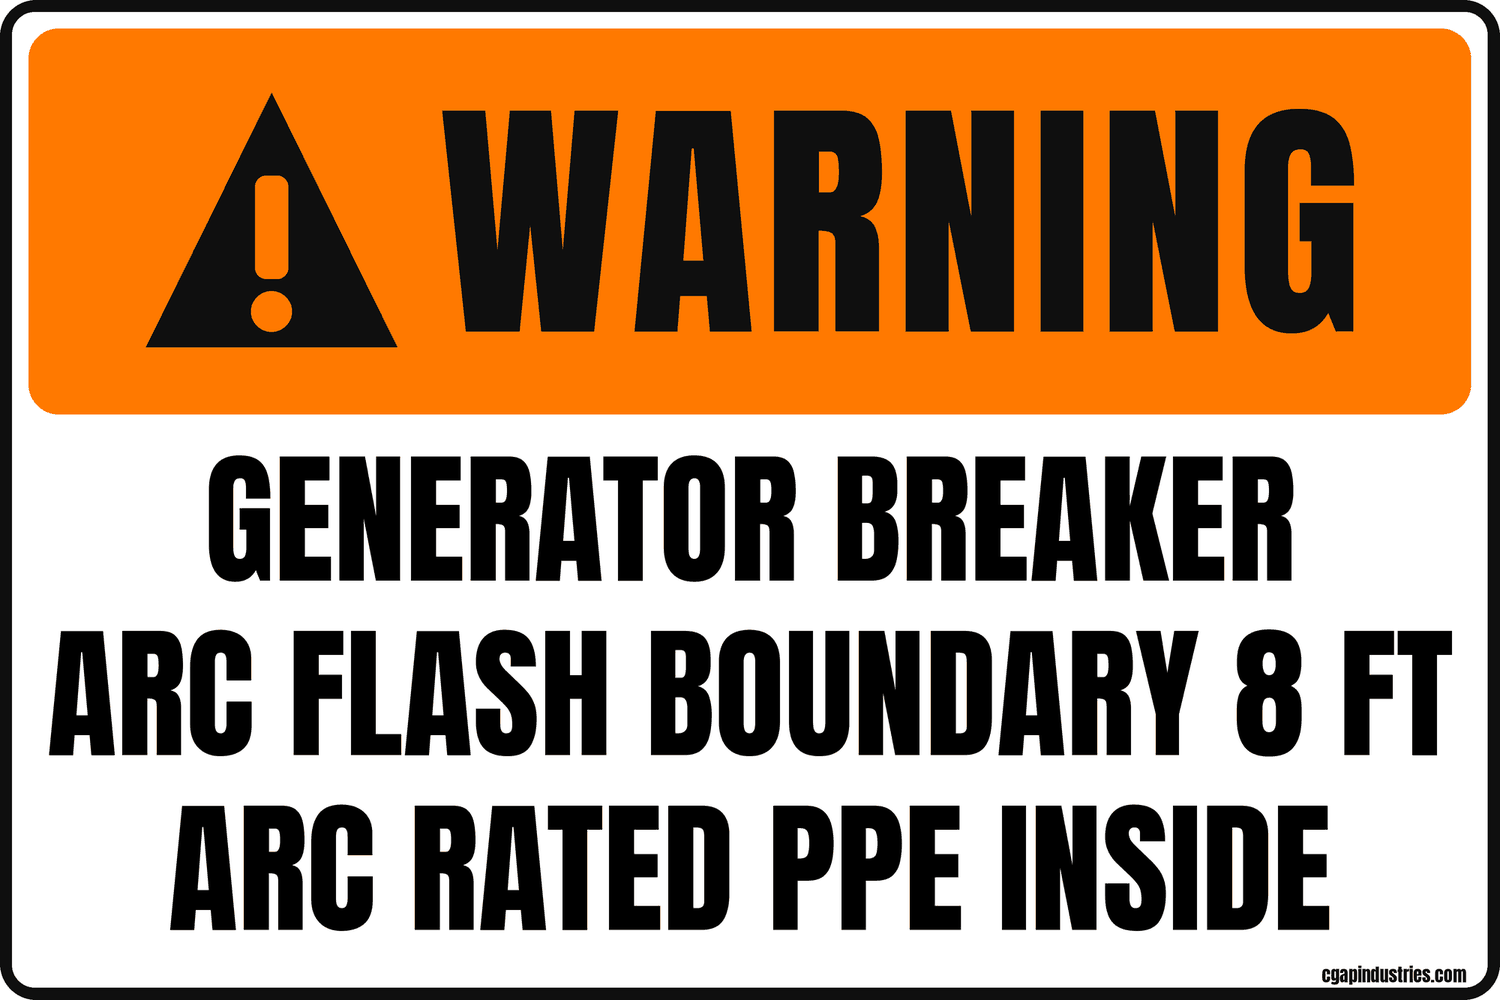 WARNING
GENERATOR BREAKER
ARC FLASH BOUNDARY 8 FT
ARC RATED PPE INSIDE
cgapindustries.com